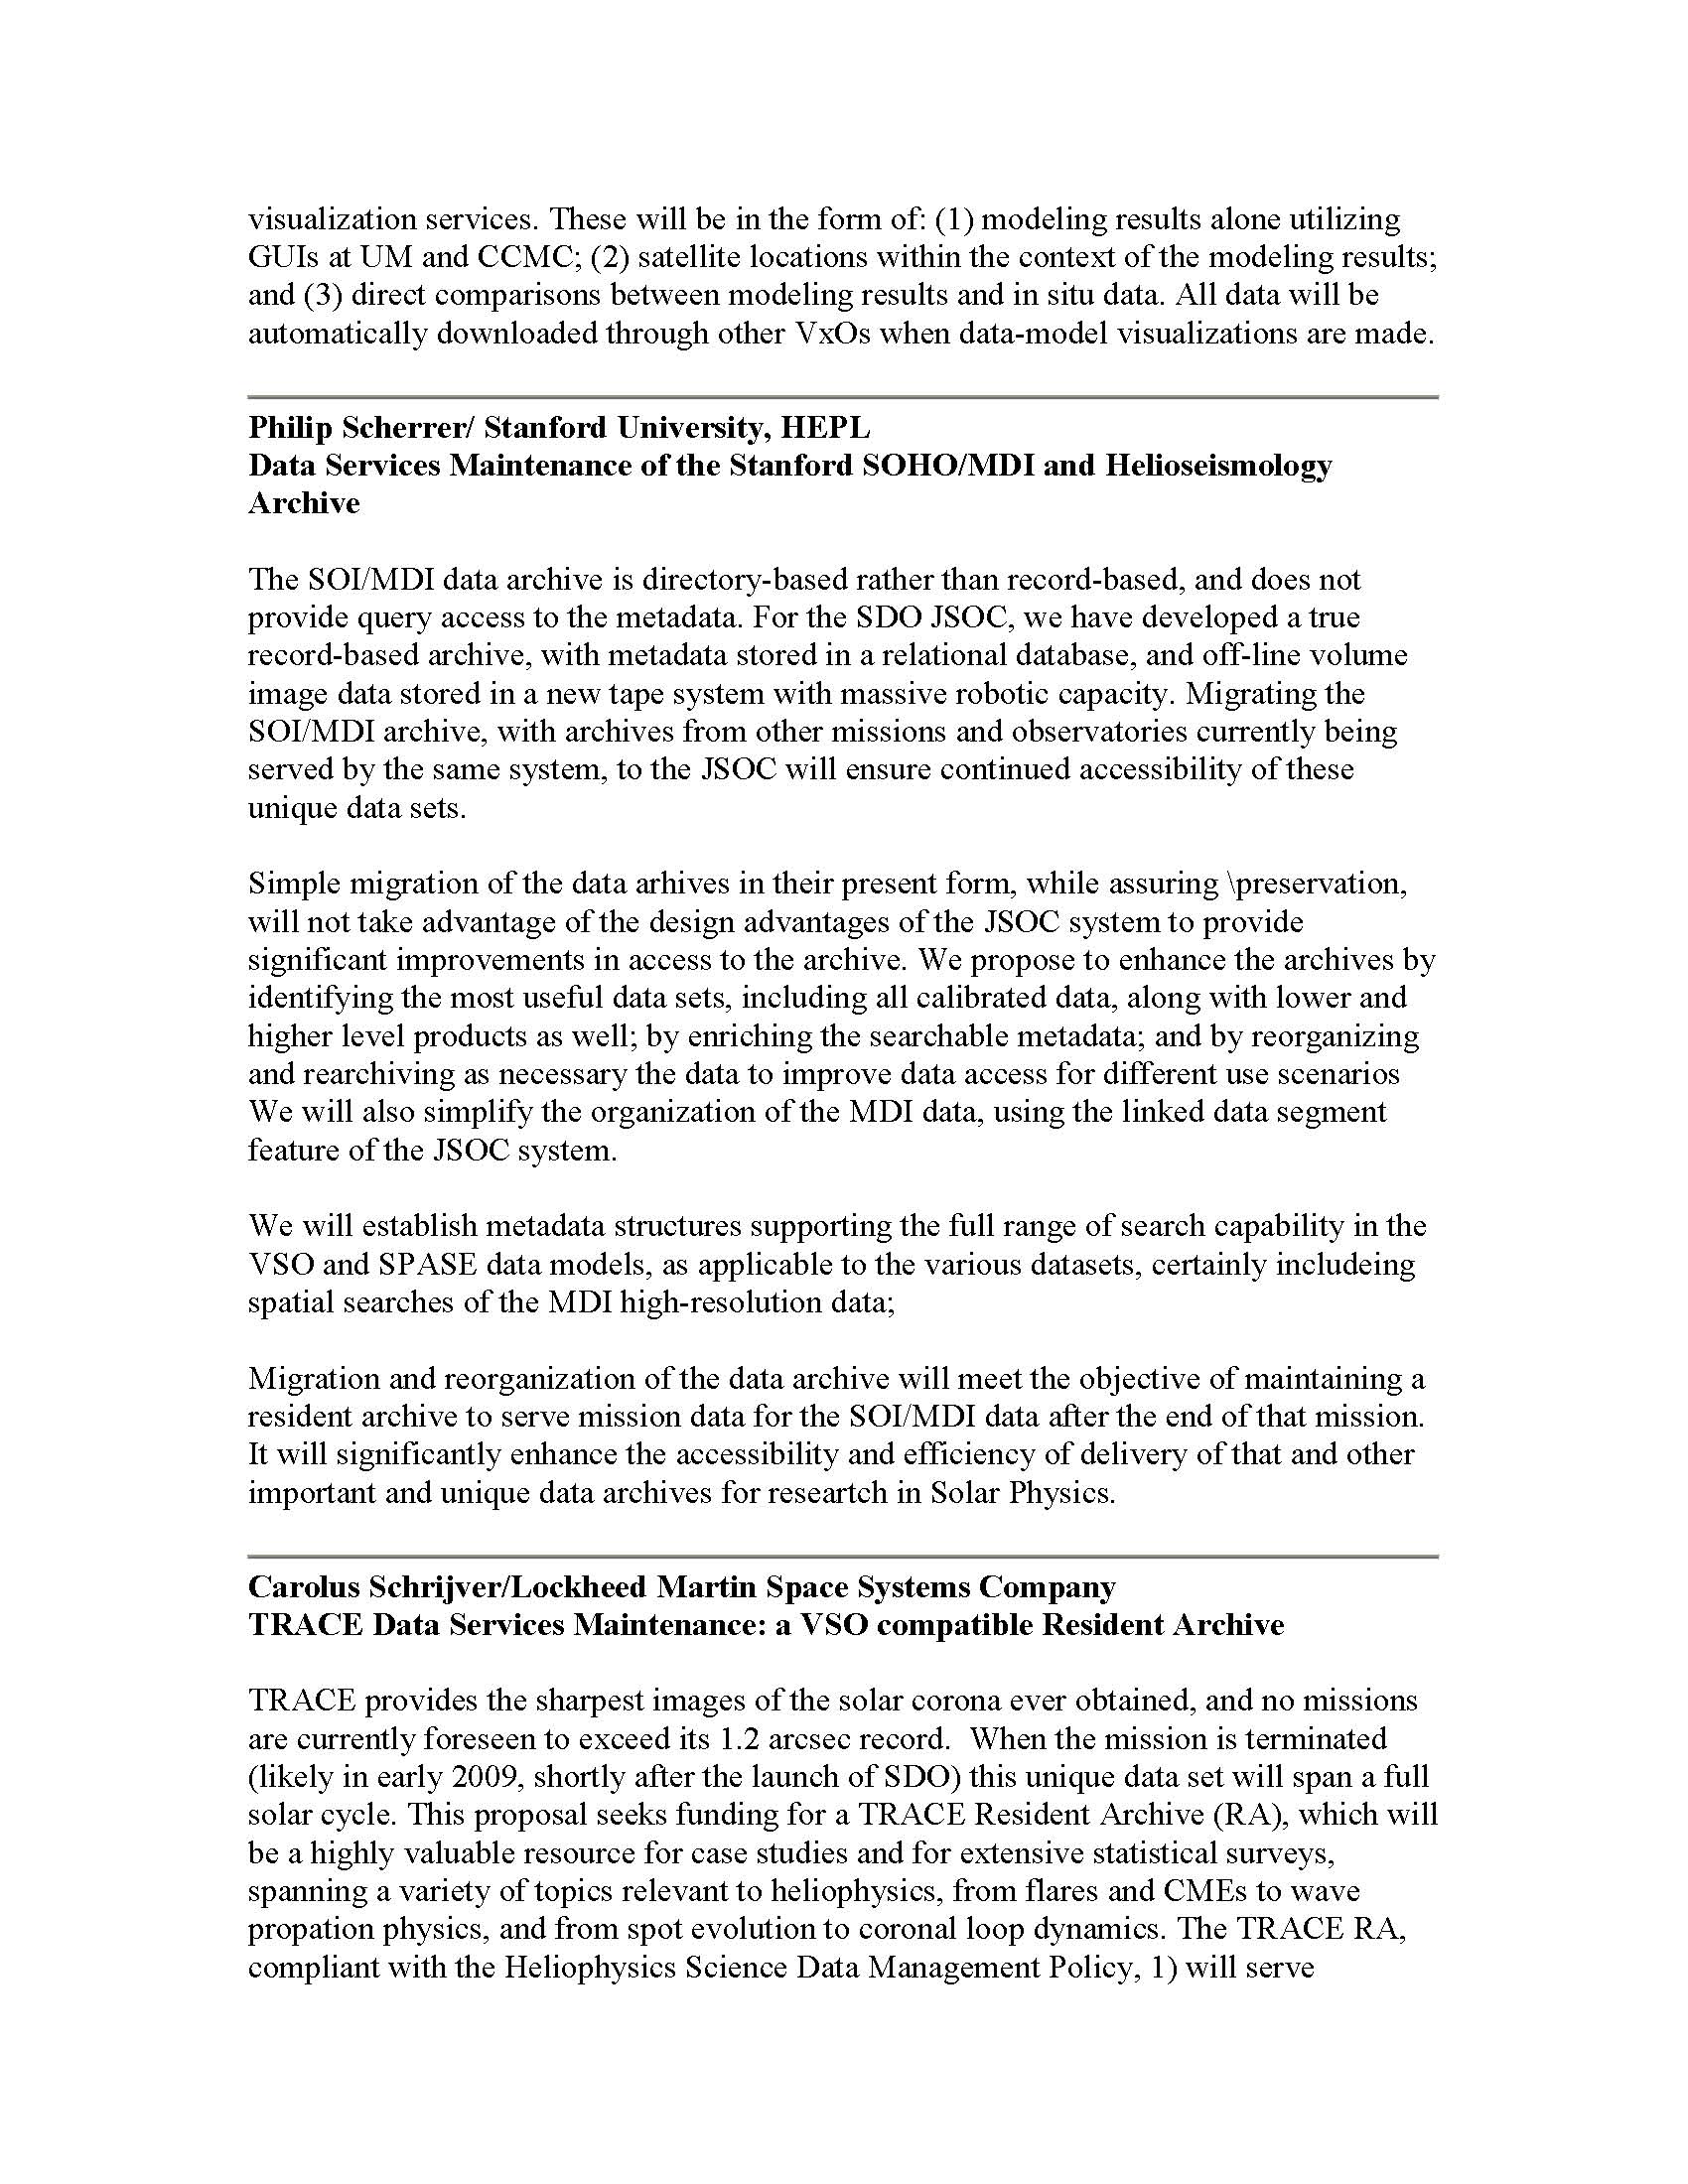 visualization services. These will be in the form of: (1) modeling results alone utilizing
GUIs at UM and CCMC; (2) satellite locations within the context of the modeling results;
and (3) direct comparisons between modeling results and in situ data. All data will be
automatically downloaded through other VxOs when data-model visualizations are made.
Philip Scherrer/ Stanford University, HEPL
Data Services Maintenance of the Stanford SOHO/MDI and Helioseismology
Archive
The SOI/MDI data archive is directory-based rather than record-based, and does not
provide query access to the metadata. For the SDO JSOC, we have developed a true
record-based archive, with metadata stored in a relational database, and off-line volume
image data stored in a new tape system with massive robotic capacity. Migrating the
SOI/MDI archive, with archives from other missions and observatories currently being
served by the same system, to the JSOC will ensure continued accessibility of these
unique data sets.
Simple migration of the data arhives in their present form, while assuring \preservation,
will not take advantage of the design advantages of the JSOC system to provide
significant improvements in access to the archive. We propose to enhance the archives by
identifying the most useful data sets, including all calibrated data, along with lower and
higher level products as well; by enriching the searchable metadata; and by reorganizing
and rearchiving as necessary the data to improve data access for different use scenarios
We will also simplify the organization of the MDI data, using the linked data segment
feature of the JSOC system.
We will establish metadata structures supporting the full range of search capability in the
VSO and SPASE data models, as applicable to the various datasets, certainly includeing
spatial searches of the MDI high-resolution data;
Migration and reorganization of the data archive will meet the objective of maintaining a
resident archive to serve mission data for the SOI/MDI data after the end of that mission.
It will significantly enhance the accessibility and efficiency of delivery of that and other
important and unique data archives for researtch in Solar Physics.
Carolus Schrijver/Lockheed Martin Space Systems Company
TRACE Data Services Maintenance: a VSO compatible Resident Archive
TRACE provides the sharpest images of the solar corona ever obtained, and no missions
are currently foreseen to exceed its 1.2 arcsec record.  When the mission is terminated
(likely in early 2009, shortly after the launch of SDO) this unique data set will span a full
solar cycle. This proposal seeks funding for a TRACE Resident Archive (RA), which will
be a highly valuable resource for case studies and for extensive statistical surveys,
spanning a variety of topics relevant to heliophysics, from flares and CMEs to wave
propation physics, and from spot evolution to coronal loop dynamics. The TRACE RA,
compliant with the Heliophysics Science Data Management Policy, 1) will serve